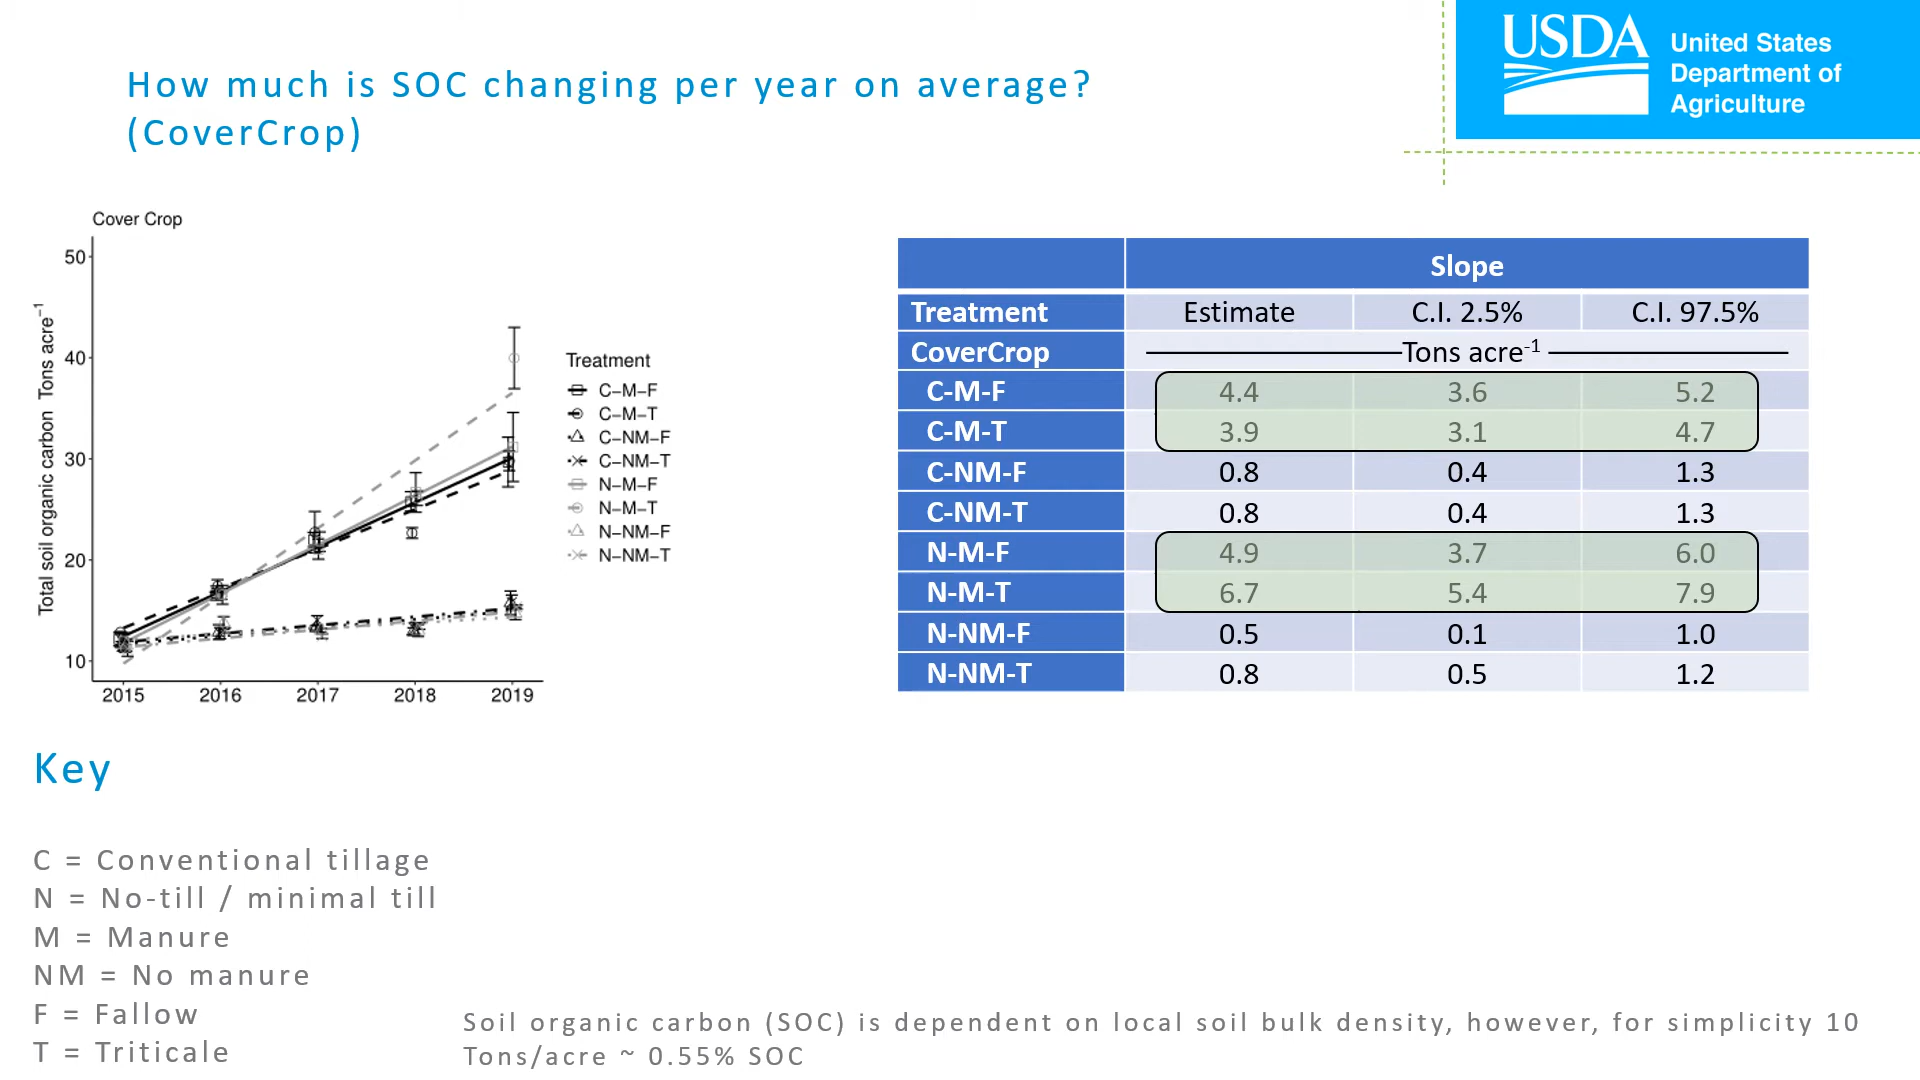 How much is SOC changing per year on average?
(CoverCrop)
USDA
United States
Department of
Agriculture
Cover Crop
Total soil organic carbon Tons acre⁻¹
50
40
30
20
10
2015 2016 2017 2018 2019
Treatment
C−M−F
C−M−T
C−NM−F
C−NM−T
N−M−F
N−M−T
N−NM−F
N−NM−T
Slope
Treatment Estimate C.I. 2.5% C.I. 97.5%
CoverCrop Tons acre⁻¹
C-M-F 4.4 3.6 5.2
C-M-T 3.9 3.1 4.7
C-NM-F 0.8 0.4 1.3
C-NM-T 0.8 0.4 1.3
N-M-F 4.9 3.7 6.0
N-M-T 6.7 5.4 7.9
N-NM-F 0.5 0.1 1.0
N-NM-T 0.8 0.5 1.2
Key
C = Conventional tillage
N = No-till / minimal till
M = Manure
NM = No manure
F = Fallow
T = Triticale
Soil organic carbon (SOC) is dependent on local soil bulk density, however, for simplicity 10
Tons/acre ~ 0.55% SOC